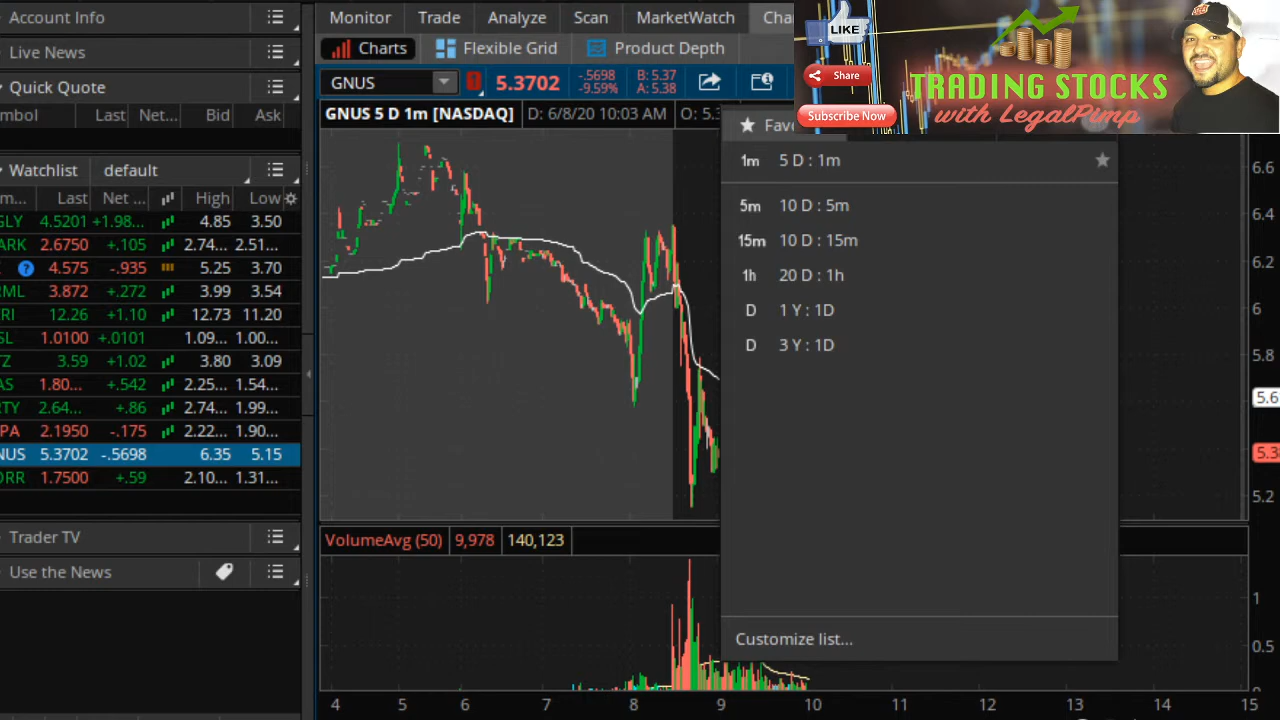 Account Info
Monitor Trade Analyze Scan MarketWatch Cha
Live News
Charts Flexible Grid Product Depth
Quick Quote
GNUS 5.3702 -.5698 -9.59% B: 5.37 A: 5.38
mbol Last Net... Bid Ask
GNUS 5 D 1m [NASDAQ] D: 6/8/20 10:03 AM O: 5.3
LIKE
Share
Subscribe Now
TRADING STOCKS
with LegalPimp
Favo
Watchlist default
m... Last Net ... High Low
GLY 4.5201 +1.98... 4.85 3.50
ARK 2.6750 +.105 2.74... 2.51...
? 4.575 -.935 5.25 3.70
RML 3.872 +.272 3.99 3.54
RI 12.26 +1.10 12.73 11.20
SL 1.0100 +.0101 1.09... 1.00...
TZ 3.59 +1.02 3.80 3.09
AS 1.80... +.542 2.25... 1.54...
RTY 2.64... +.86 2.74... 1.99...
PA 2.1950 -.175 2.22... 1.90...
NUS 5.3702 -.5698 6.35 5.15
ORR 1.7500 +.59 2.10... 1.31...
Trader TV
Use the News
1m 5 D : 1m
5m 10 D : 5m
15m 10 D : 15m
1h 20 D : 1h
D 1 Y : 1D
D 3 Y : 1D
Customize list...
6.6
6.4
6.2
6
5.8
5.6
5.3
5.2
VolumeAvg (50) 9,978 140,123
1
0.5
4 5 6 7 8 9 10 11 12 13 14 15